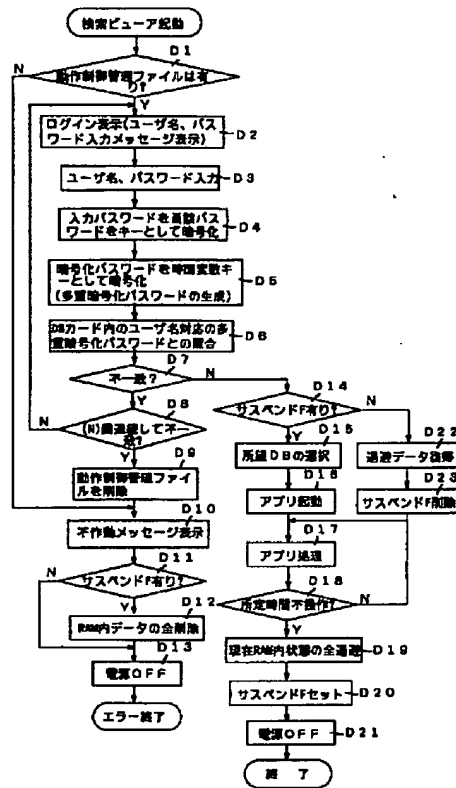 検索ビューア起動
D1
動作制御管理ファイルは有り?
N
Y
ログイン表示(ユーザ名、パス
ワード入力メッセージ表示)
D2
ユーザ名、パスワード入力
D3
入力パスワードを
パス
ワードをキーとして暗号化
D4
暗号化パスワードを時間変数キ
ーとして暗号化
(多重暗号化パスワードの生成)
D5
DBカード内のユーザ名対応の多
重暗号化パスワードとの照合
D6
D7
不一致?
N
Y
D8
(N)回連続して不一
致?
N
Y
D9
動作制御管理ファイ
ルを削除
D10
不作動メッセージ表示
D11
サスペンドF有り?
N
Y
D12
RAM内データの全削除
D13
電源OFF
エラー終了
D14
サスペンドF有り?
N
Y
D15
所望DBの選択
D16
アプリ起動
D22
退避データ復帰
D23
サスペンドF削除
D17
アプリ処理
D18
所定時間不操作?
N
Y
現在RAM内状態の全退避
D19
サスペンドFセット
D20
電源OFF
D21
終 了